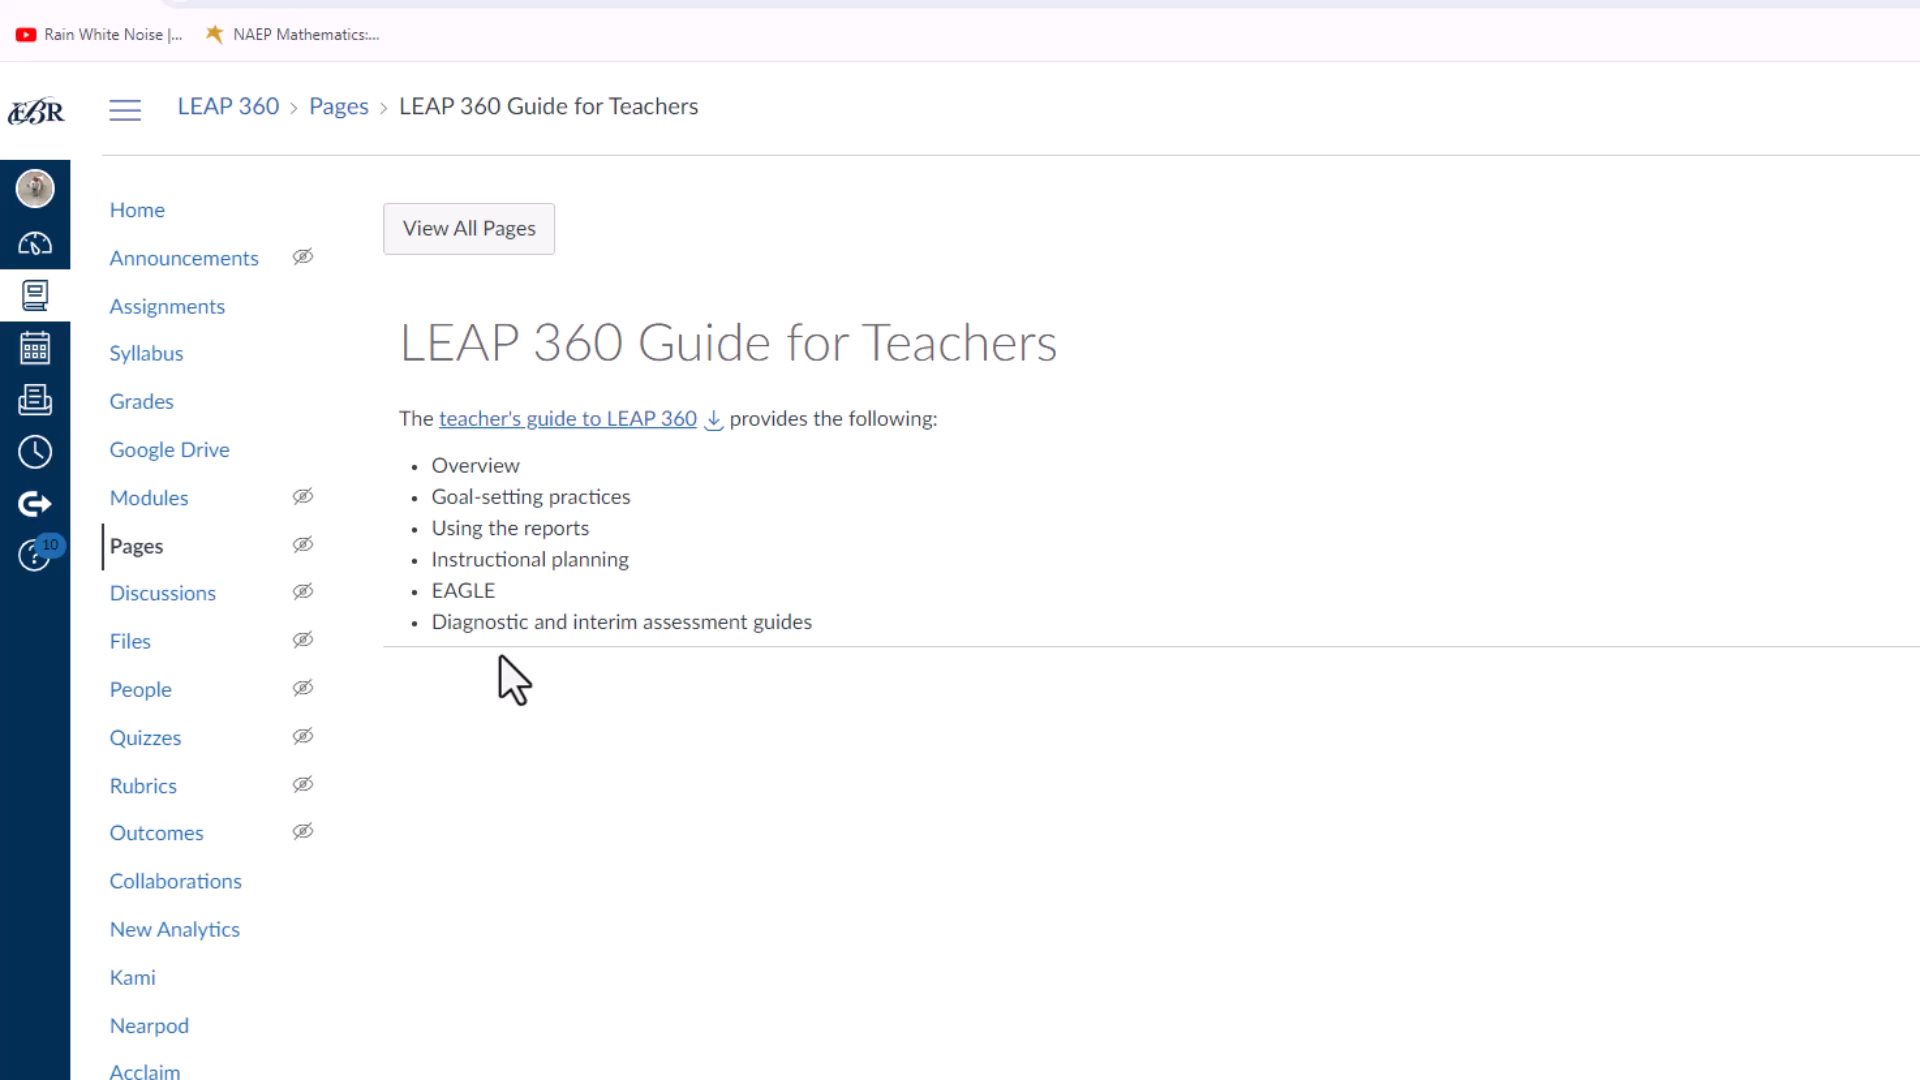 Rain White Noise |...
NAEP Mathematics:...
EBR
LEAP 360 > Pages > LEAP 360 Guide for Teachers
Home
Announcements
Assignments
Syllabus
Grades
Google Drive
Modules
Pages
10
Discussions
Files
People
Quizzes
Rubrics
Outcomes
Collaborations
New Analytics
Kami
Nearpod
Acclaim
View All Pages
LEAP 360 Guide for Teachers
The teacher's guide to LEAP 360 provides the following:
• Overview
• Goal-setting practices
• Using the reports
• Instructional planning
• EAGLE
• Diagnostic and interim assessment guides